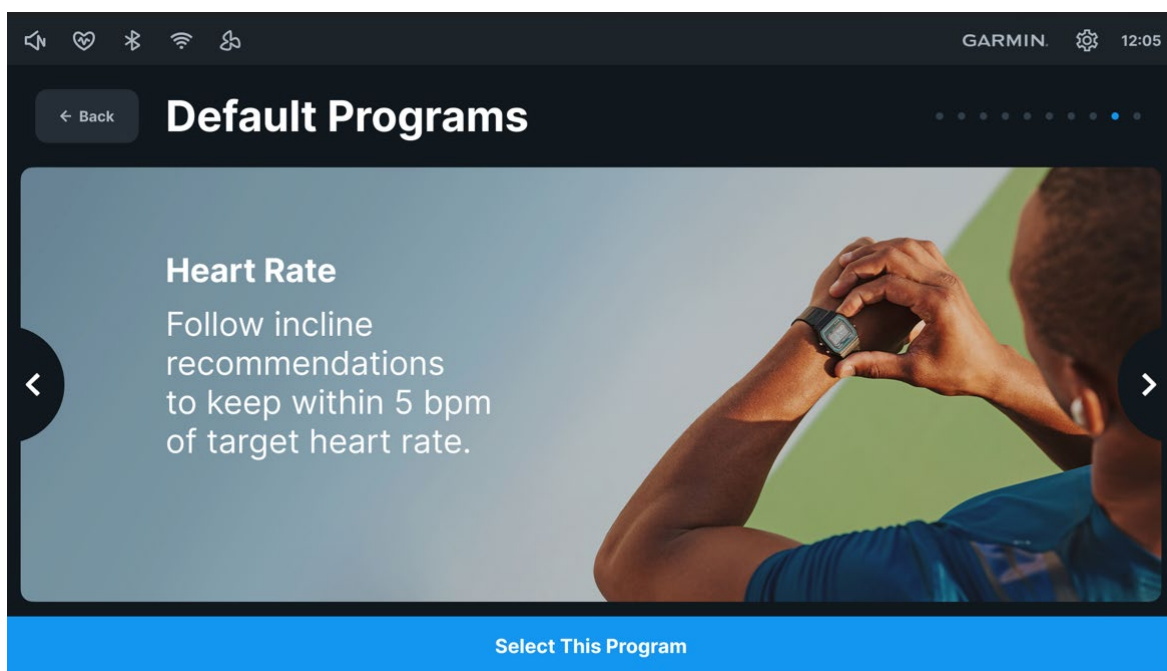 GARMIN. 12:05
← Back
Default Programs
Heart Rate
Follow incline
recommendations
to keep within 5 bpm
of target heart rate.
Select This Program